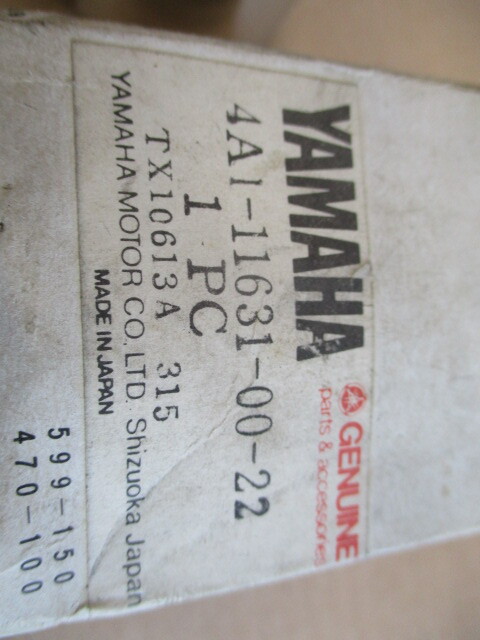 YAMAHA GENUINE
parts & accessories
4A1-11631-00-22
1 PC
TX10613A 315
YAMAHA MOTOR CO., LTD. Shizuoka Japan
MADE IN JAPAN
599-150
470-100